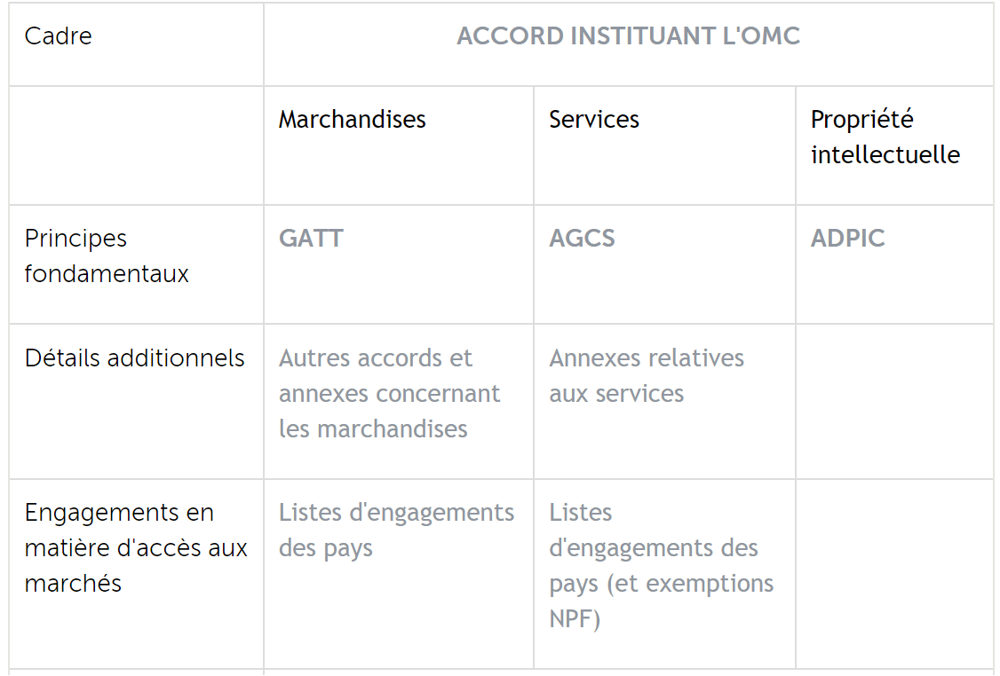 Cadre
ACCORD INSTITUANT L'OMC
Marchandises
Services
Propriété
intellectuelle
Principes
fondamentaux
GATT
AGCS
ADPIC
Détails additionnels
Autres accords et
annexes concernant
les marchandises
Annexes relatives
aux services
Engagements en
matière d'accès aux
marchés
Listes d'engagements
des pays
Listes
d'engagements des
pays (et exemptions
NPF)